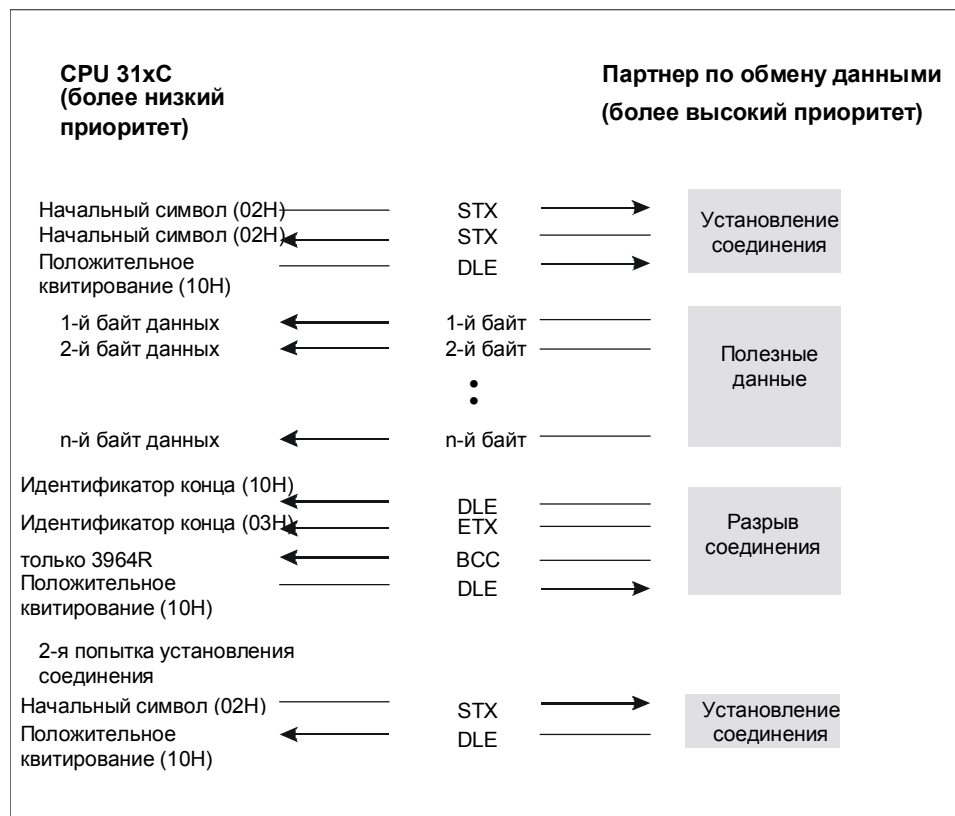 CPU 31xC
(более низкий
приоритет)
Партнер по обмену данными
(более высокий приоритет)
Начальный символ (02H)
STX
Установление
соединения
Начальный символ (02H)
STX
Положительное
квитирование (10H)
DLE
1-й байт данных
1-й байт
Полезные
данные
2-й байт данных
2-й байт
n-й байт данных
n-й байт
Идентификатор конца (10H)
DLE
Разрыв
соединения
Идентификатор конца (03H)
ETX
только 3964R
BCC
Положительное
квитирование (10H)
DLE
2-я попытка установления
соединения
Начальный символ (02H)
STX
Установление
соединения
Положительное
квитирование (10H)
DLE